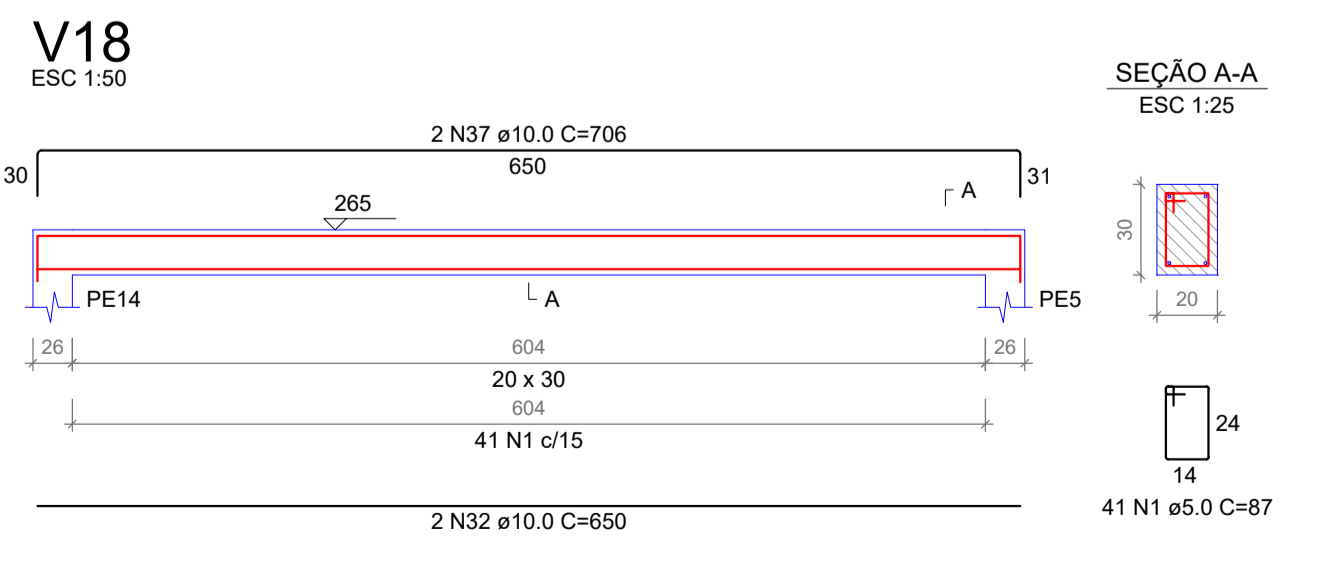 V18
ESC 1:50
SEÇÃO A-A
ESC 1:25
2 N37 ø10.0 C=706
650
30
31
A
265
30
PE14
A
PE5
20
26
604
26
20 x 30
604
41 N1 c/15
24
14
41 N1 ø5.0 C=87
2 N32 ø10.0 C=650